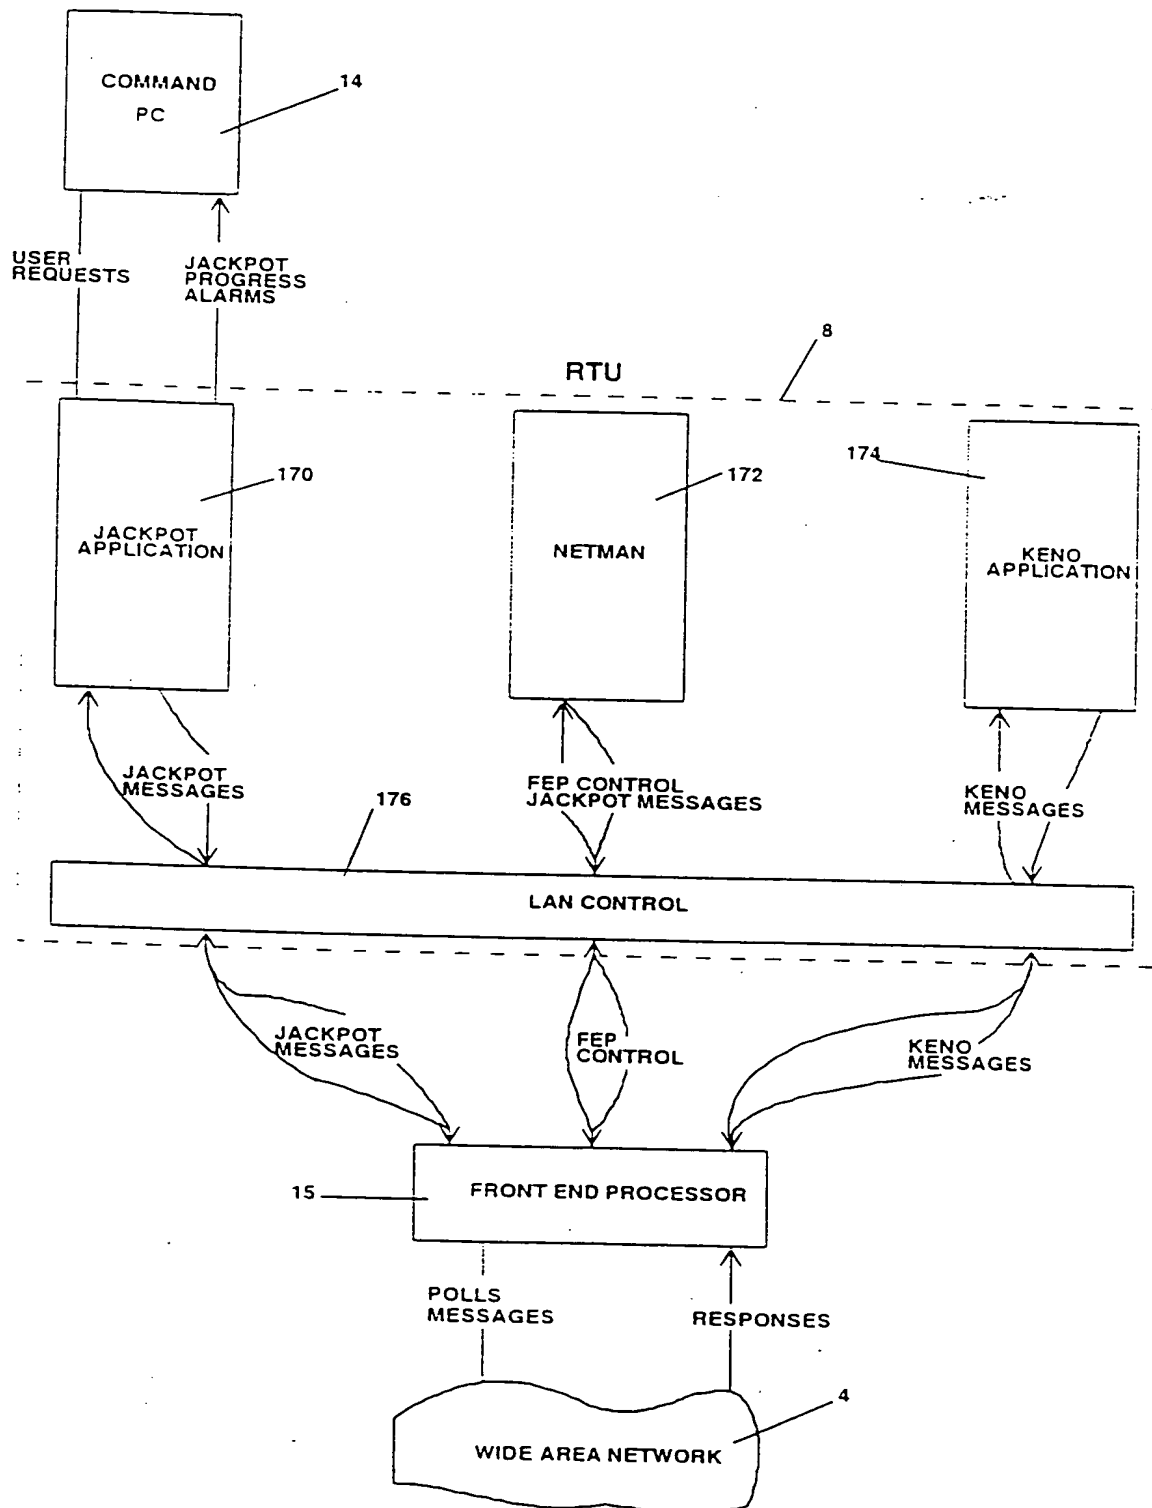 COMMAND
PC
14
USER
REQUESTS
JACKPOT
PROGRESS
ALARMS
8
RTU
170
JACKPOT
APPLICATION
172
NETMAN
174
KENO
APPLICATION
JACKPOT
MESSAGES
176
FEP CONTROL
JACKPOT MESSAGES
KENO
MESSAGES
LAN CONTROL
JACKPOT
MESSAGES
FEP
CONTROL
KENO
MESSAGES
15
FRONT END PROCESSOR
POLLS
MESSAGES
RESPONSES
4
WIDE AREA NETWORK